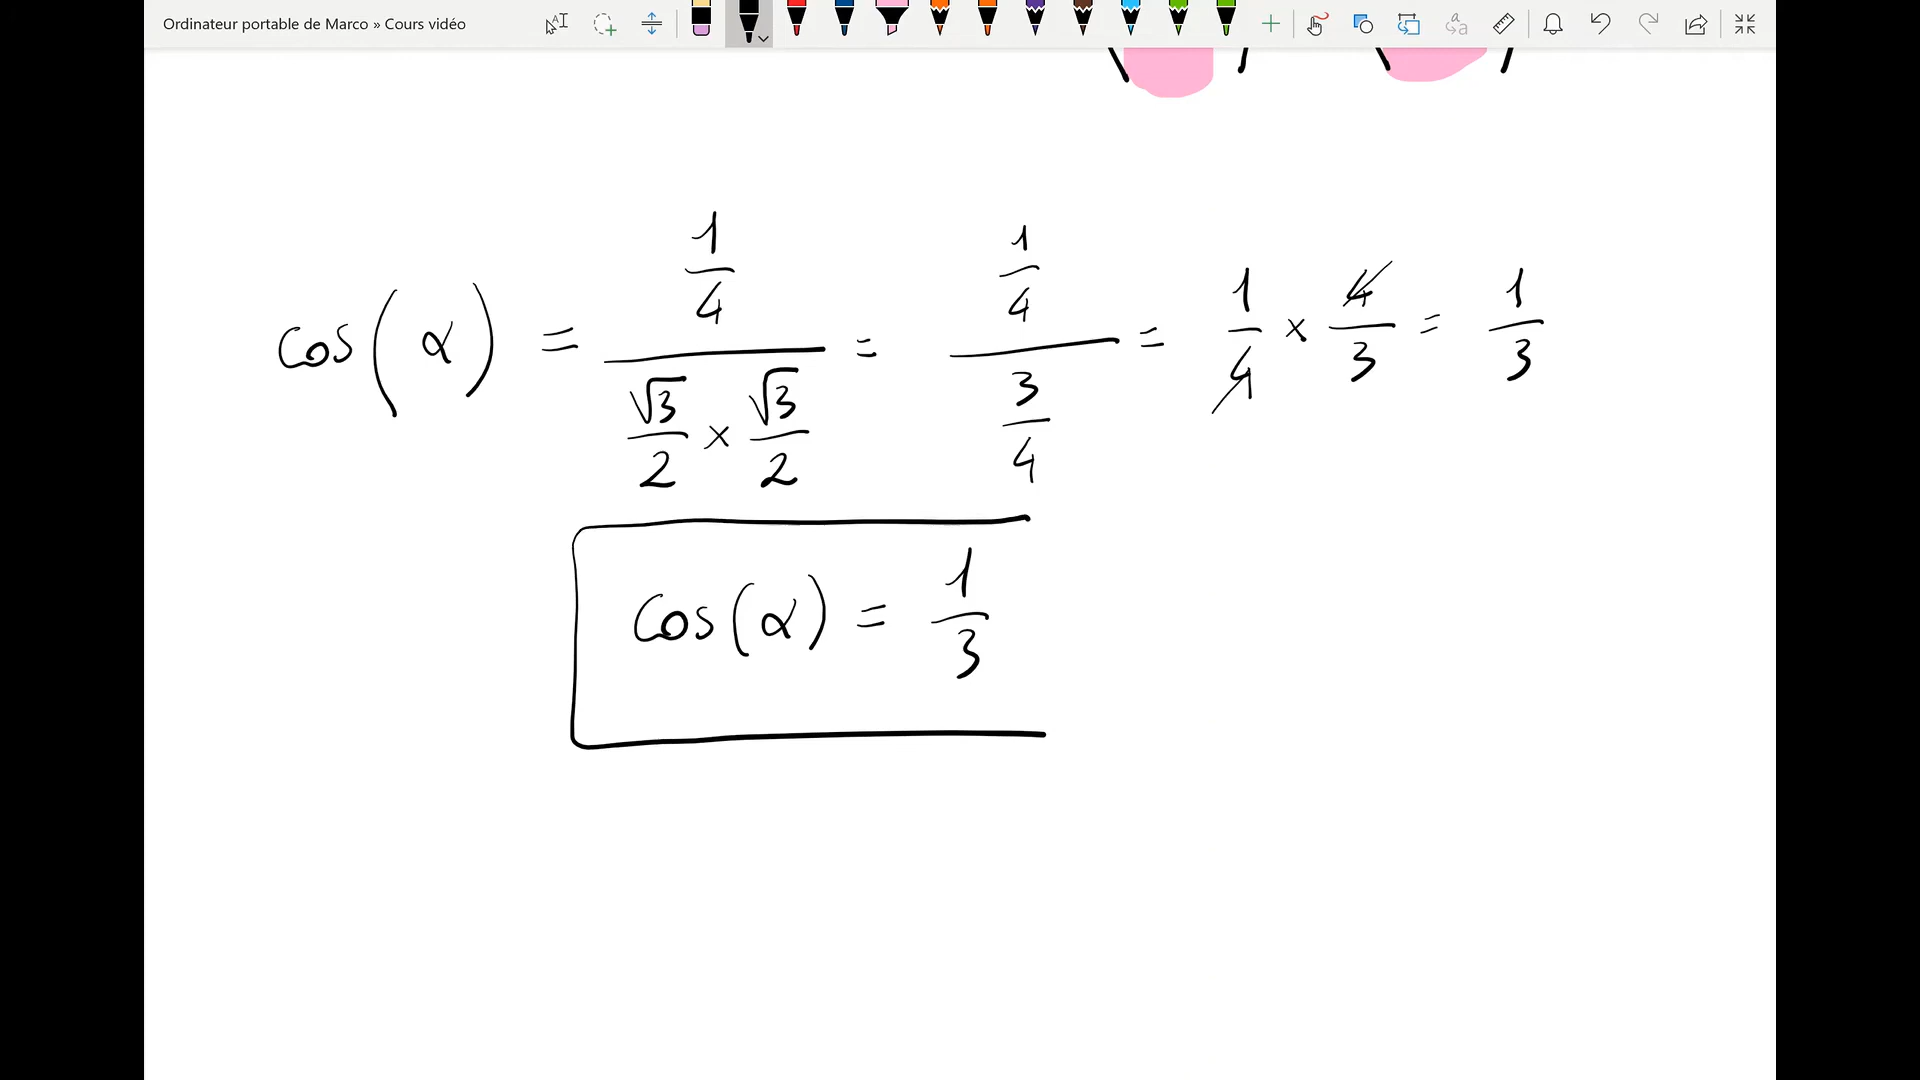 Ordinateur portable de Marco » Cours vidéo
cos(α) = (1/4)/(√3/2 × √3/2) = (1/4)/(3/4) = 1/4 × 4/3 = 1/3
cos(α) = 1/3